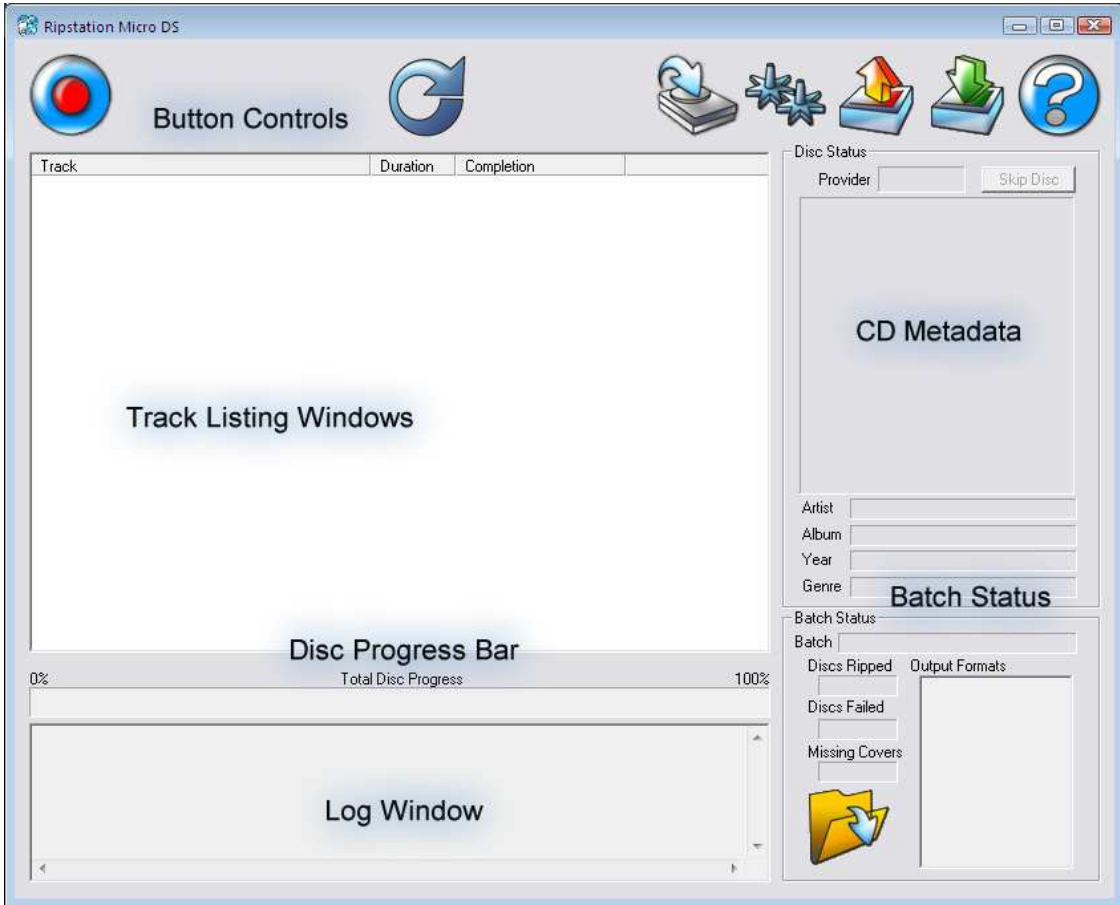 Ripstation Micro DS
Button Controls
Track Duration Completion
Disc Status
Provider Skip Disc
CD Metadata
Track Listing Windows
Artist
Album
Year
Genre
Batch Status
Batch Status
Batch
Disc Progress Bar
0% Total Disc Progress 100%
Discs Ripped Output Formats
Discs Failed
Missing Covers
Log Window